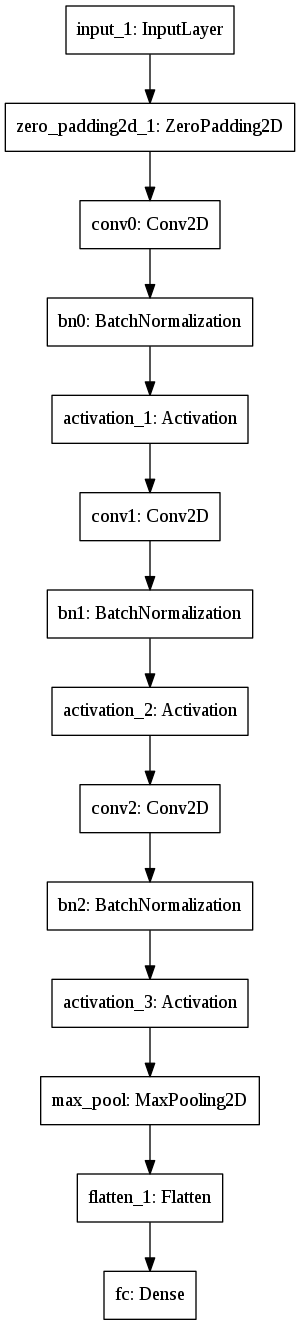 input_1: InputLayer
zero_padding2d_1: ZeroPadding2D
conv0: Conv2D
bn0: BatchNormalization
activation_1: Activation
conv1: Conv2D
bn1: BatchNormalization
activation_2: Activation
conv2: Conv2D
bn2: BatchNormalization
activation_3: Activation
max_pool: MaxPooling2D
flatten_1: Flatten
fc: Dense